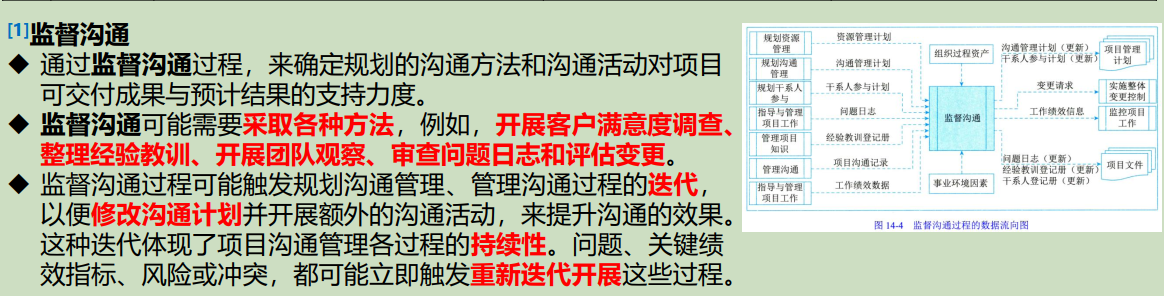 [1]监督沟通
◆ 通过监督沟通过程，来确定规划的沟通方法和沟通活动对项目
可交付成果与预计结果的支持力度。
◆ 监督沟通可能需要采取各种方法，例如，开展客户满意度调查、
整理经验教训、开展团队观察、审查问题日志和评估变更。
◆ 监督沟通过程可能触发规划沟通管理、管理沟通过程的迭代，
以便修改沟通计划并开展额外的沟通活动，来提升沟通的效果。
这种迭代体现了项目沟通管理各过程的持续性。问题、关键绩
效指标、风险或冲突，都可能立即触发重新迭代开展这些过程。
规划资源
管理
规划沟通
管理
规划干系人
参与
指导与管理
项目工作
管理项目
知识
管理沟通
指导与管理
项目工作
资源管理计划
沟通管理计划
干系人参与计划
问题日志
经验教训登记册
项目沟通记录
工作绩效数据
组织过程资产
监督沟通
事业环境因素
沟通管理计划（更新）
干系人参与计划（更新）
变更请求
工作绩效信息
问题日志（更新）
经验教训登记册（更新）
干系人登记册（更新）
项目管理
计划
实施整体
变更控制
监控项目
工作
项目文件
图 14-4 监督沟通过程的数据流向图